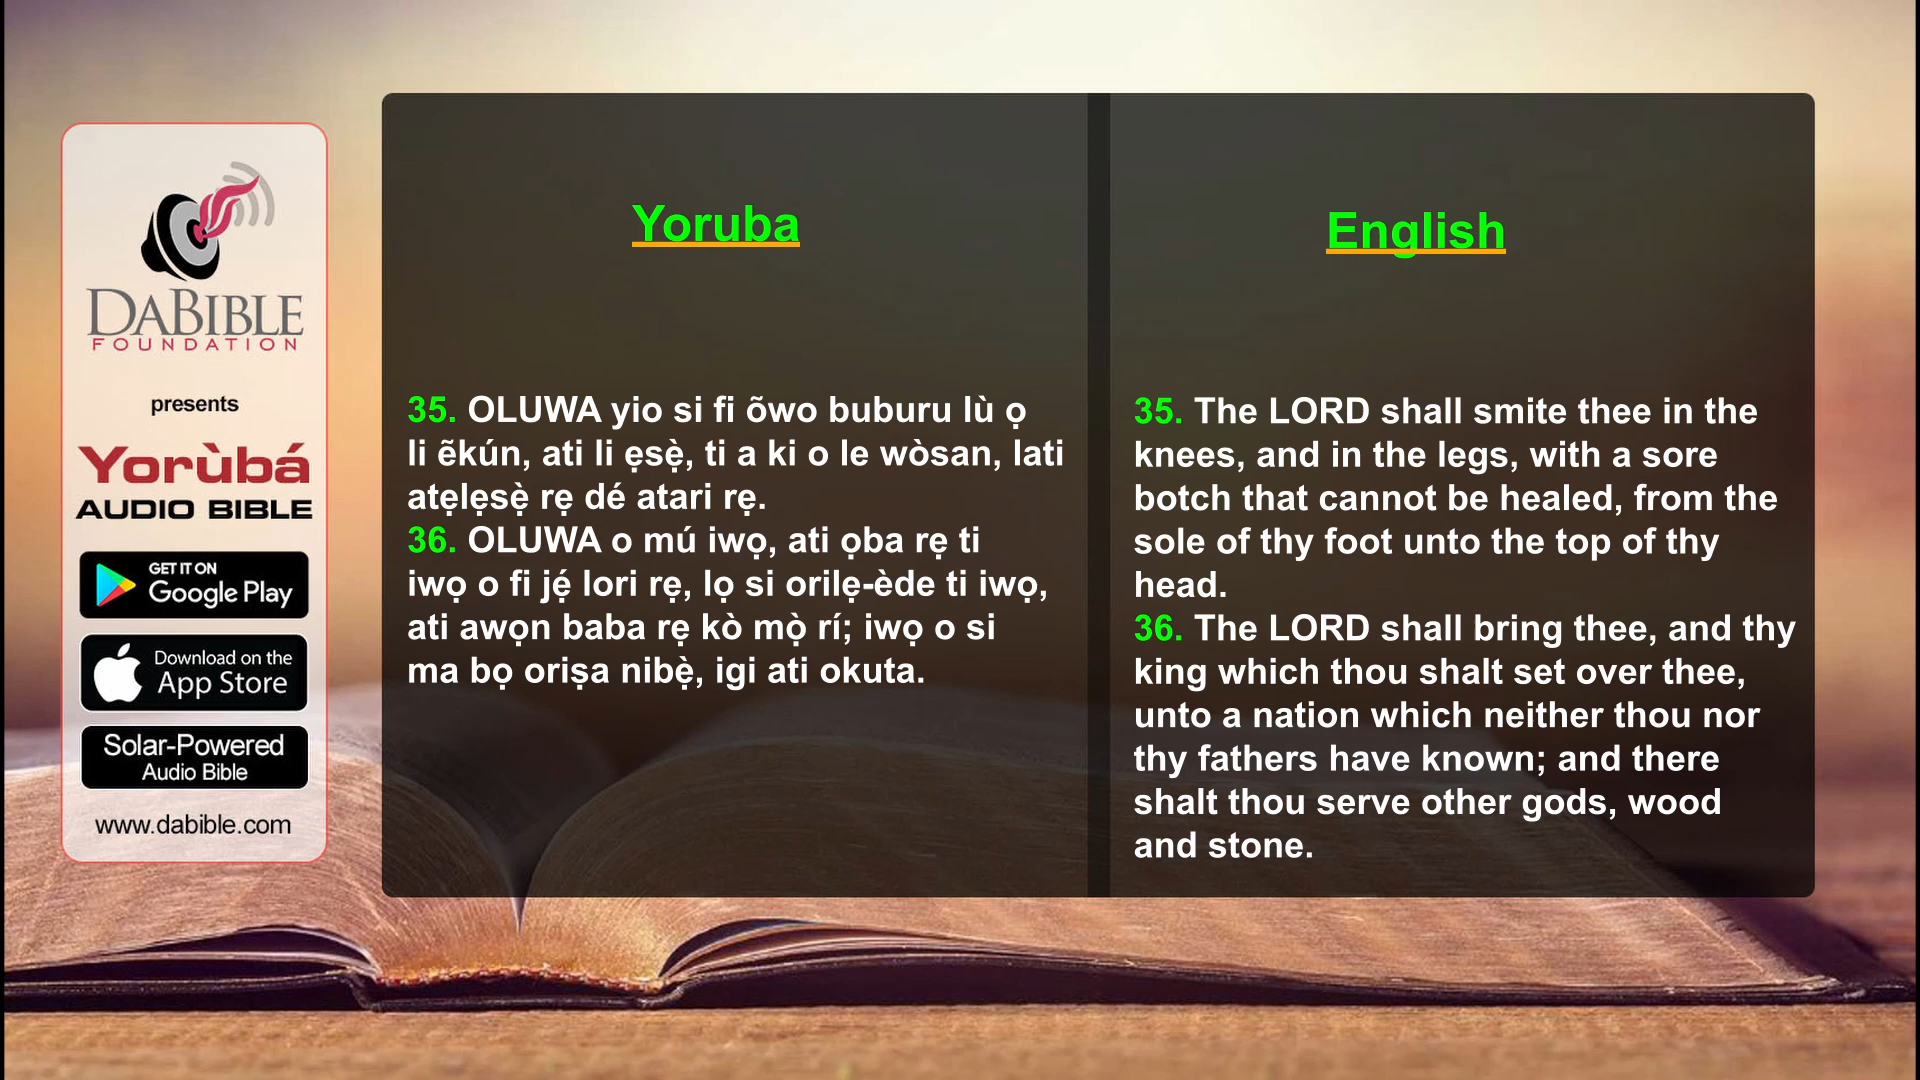 DABIBLE
FOUNDATION
presents
Yorùbá
AUDIO BIBLE
GET IT ON
Google Play
Download on the
App Store
Solar-Powered
Audio Bible
www.dabible.com
Yoruba
35. OLUWA yio si fi õwo buburu lù ọ
li ẽkún, ati li ẹsẹ̀, ti a ki o le wòsan, lati
atẹlẹsẹ̀ rẹ dé atari rẹ.
36. OLUWA o mú iwọ, ati ọba rẹ ti
iwọ o fi jẹ́ lori rẹ, lọ si orilẹ-ède ti iwọ,
ati awọn baba rẹ kò mọ̀ rí; iwọ o si
ma bọ oriṣa nibẹ̀, igi ati okuta.
English
35. The LORD shall smite thee in the
knees, and in the legs, with a sore
botch that cannot be healed, from the
sole of thy foot unto the top of thy
head.
36. The LORD shall bring thee, and thy
king which thou shalt set over thee,
unto a nation which neither thou nor
thy fathers have known; and there
shalt thou serve other gods, wood
and stone.